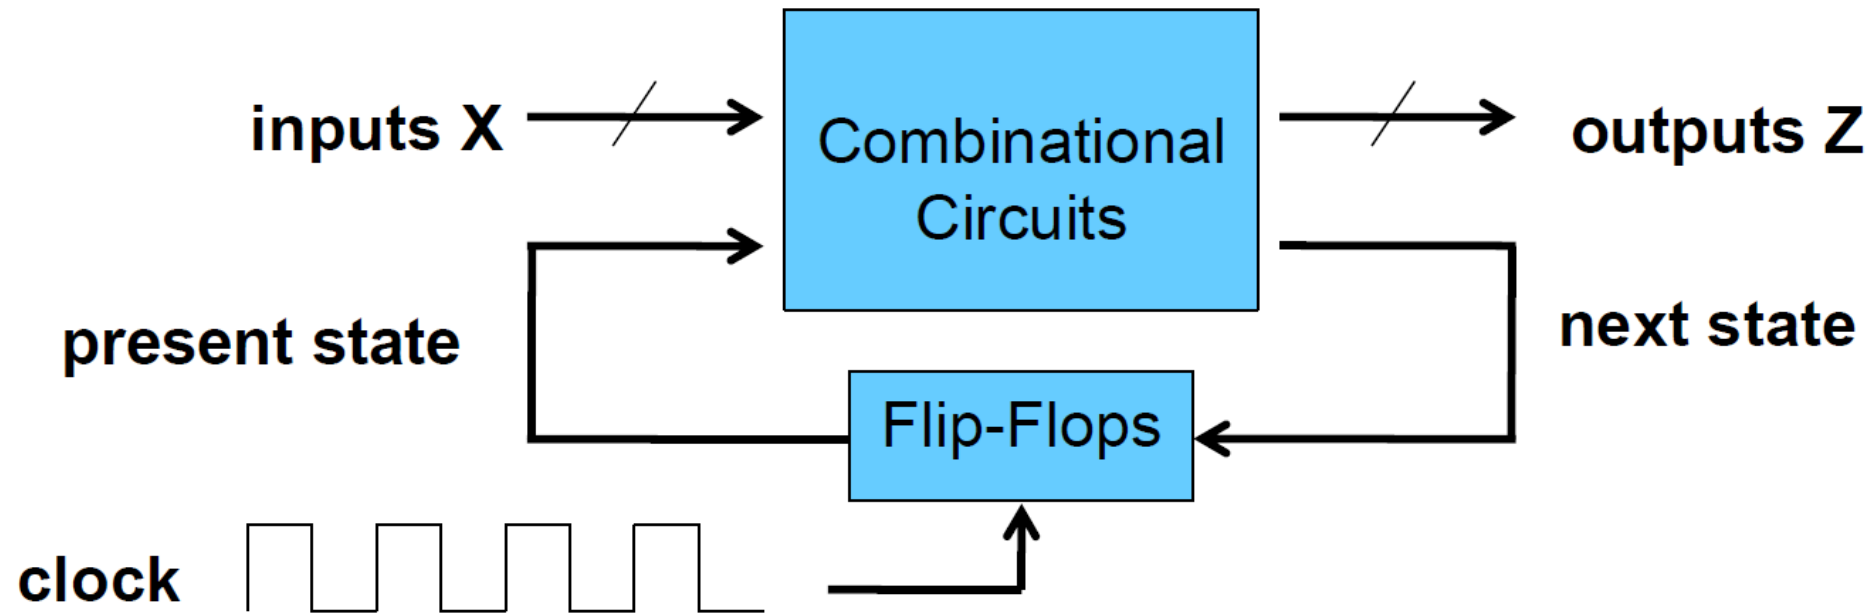 inputs X
Combinational
Circuits
outputs Z
present state
next state
Flip-Flops
clock